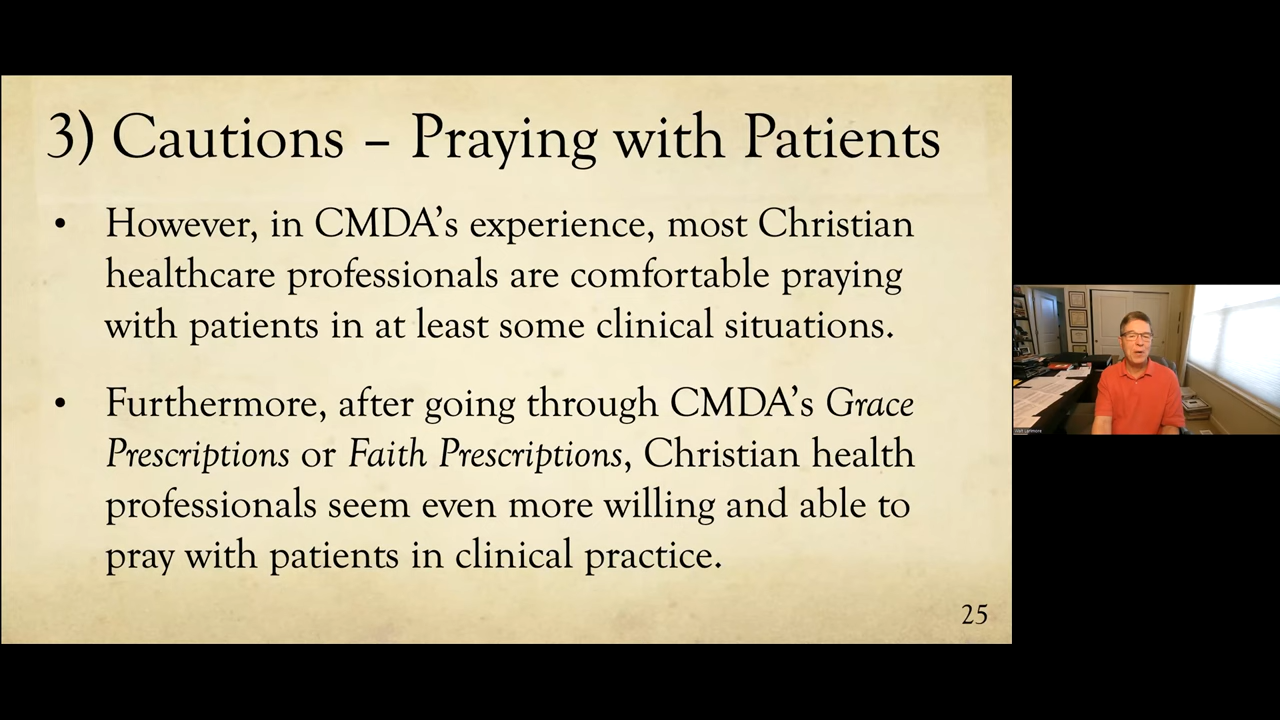 3) Cautions – Praying with Patients
• However, in CMDA's experience, most Christian
healthcare professionals are comfortable praying
with patients in at least some clinical situations.
• Furthermore, after going through CMDA's Grace
Prescriptions or Faith Prescriptions, Christian health
professionals seem even more willing and able to
pray with patients in clinical practice.
25
Walt Larimore